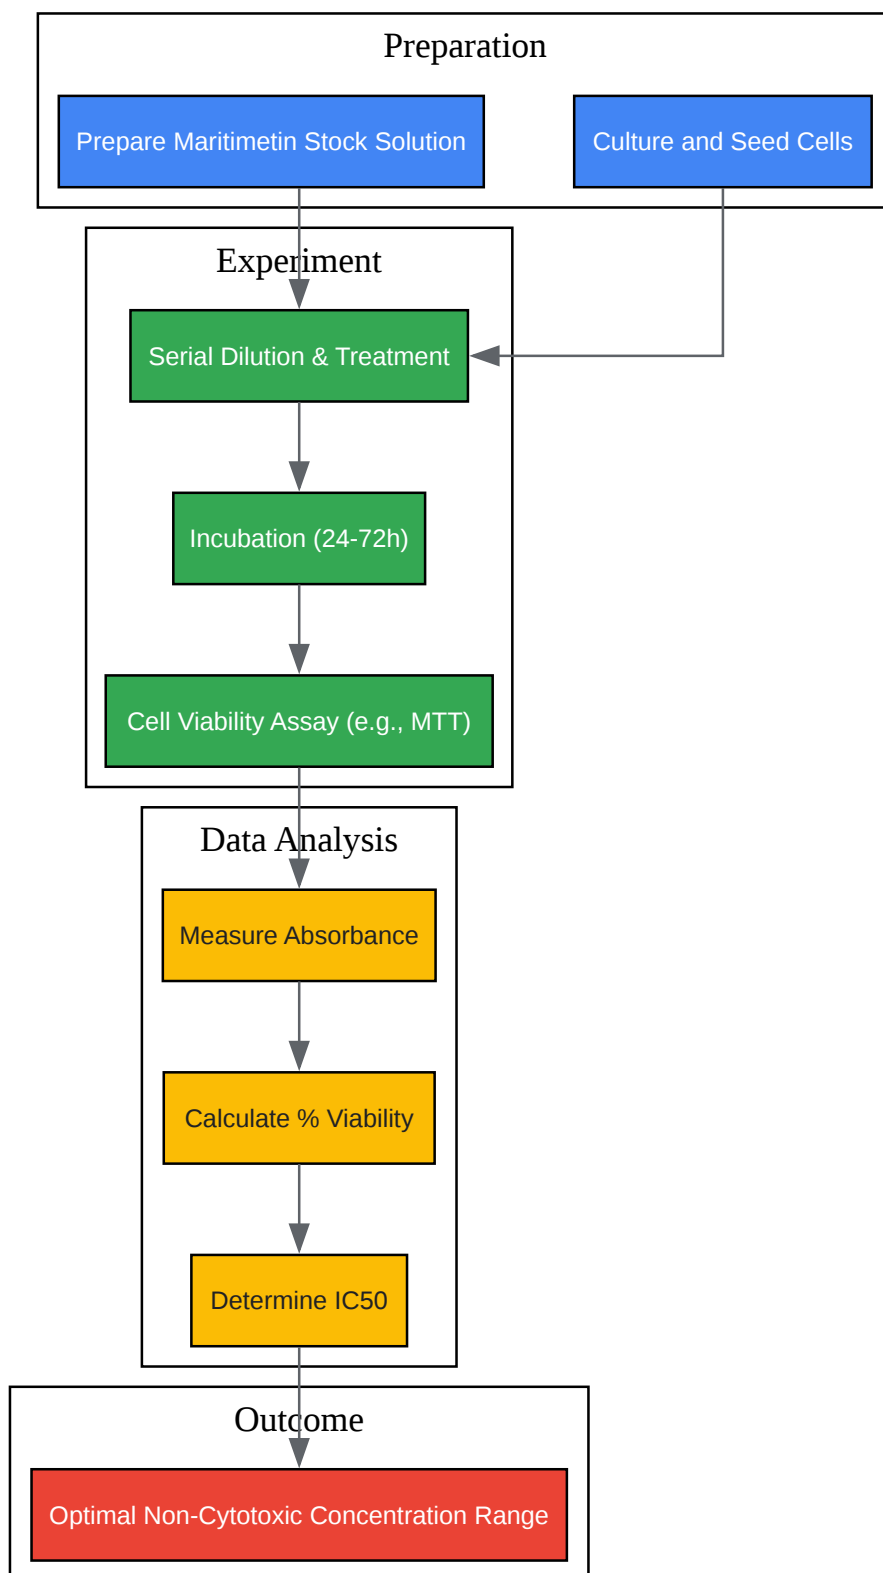 Preparation
Prepare Maritimetin Stock Solution
Culture and Seed Cells
Experiment
Serial Dilution & Treatment
Incubation (24-72h)
Cell Viability Assay (e.g., MTT)
Data Analysis
Measure Absorbance
Calculate % Viability
Determine IC50
Outcome
Optimal Non-Cytotoxic Concentration Range